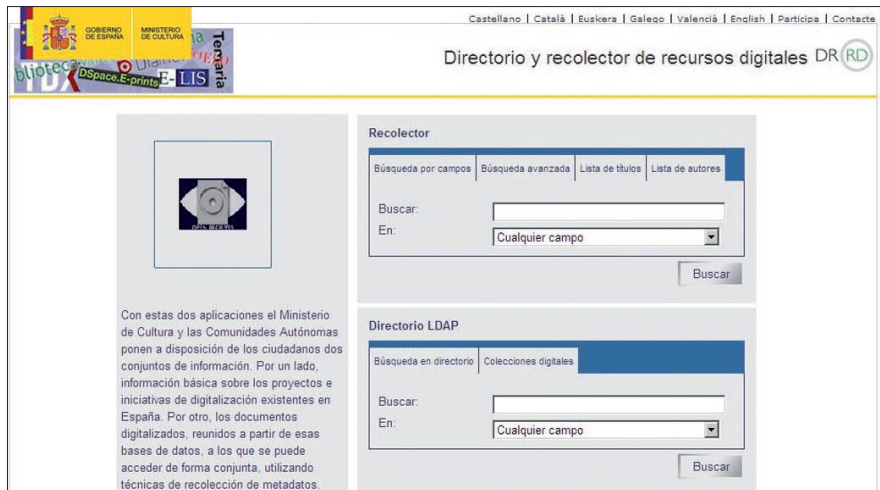 Castellano | Català | Euskera | Galego | Valencià | English | Participa | Contacte
GOBIERNO DE ESPAÑA
MINISTERIO DE CULTURA
Temaria
bliotec
TDX
DSpace.E-prints
E-LIS
Directorio y recolector de recursos digitales DR RD
Recolector
Búsqueda por campos | Búsqueda avanzada | Lista de títulos | Lista de autores
Buscar:
En: Cualquier campo
Buscar
Con estas dos aplicaciones el Ministerio
de Cultura y las Comunidades Autónomas
ponen a disposición de los ciudadanos dos
conjuntos de información. Por un lado,
información básica sobre los proyectos e
iniciativas de digitalización existentes en
España. Por otro, los documentos
digitalizados, reunidos a partir de esas
bases de datos, a los que se puede
acceder de forma conjunta, utilizando
técnicas de recolección de metadatos.
Directorio LDAP
Búsqueda en directorio | Colecciones digitales
Buscar:
En: Cualquier campo
Buscar